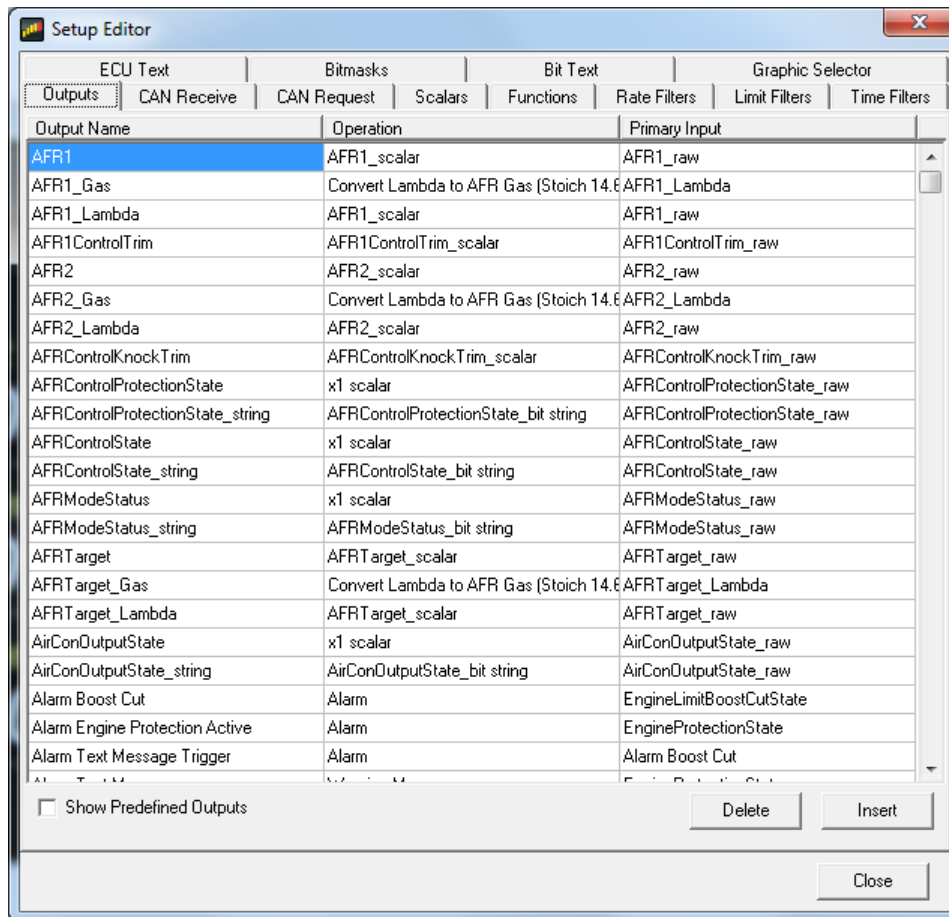 Setup Editor
ECU Text Bitmasks Bit Text Graphic Selector
Outputs CAN Receive CAN Request Scalars Functions Rate Filters Limit Filters Time Filters
Output Name Operation Primary Input
AFR1 AFR1_scalar AFR1_raw
AFR1_Gas Convert Lambda to AFR Gas (Stoich 14.6 AFR1_Lambda
AFR1_Lambda AFR1_scalar AFR1_raw
AFR1ControlTrim AFR1ControlTrim_scalar AFR1ControlTrim_raw
AFR2 AFR2_scalar AFR2_raw
AFR2_Gas Convert Lambda to AFR Gas (Stoich 14.6 AFR2_Lambda
AFR2_Lambda AFR2_scalar AFR2_raw
AFRControlKnockTrim AFRControlKnockTrim_scalar AFRControlKnockTrim_raw
AFRControlProtectionState x1 scalar AFRControlProtectionState_raw
AFRControlProtectionState_string AFRControlProtectionState_bit string AFRControlProtectionState_raw
AFRControlState x1 scalar AFRControlState_raw
AFRControlState_string AFRControlState_bit string AFRControlState_raw
AFRModeStatus x1 scalar AFRModeStatus_raw
AFRModeStatus_string AFRModeStatus_bit string AFRModeStatus_raw
AFRTarget AFRTarget_scalar AFRTarget_raw
AFRTarget_Gas Convert Lambda to AFR Gas (Stoich 14.6 AFRTarget_Lambda
AFRTarget_Lambda AFRTarget_scalar AFRTarget_raw
AirConOutputState x1 scalar AirConOutputState_raw
AirConOutputState_string AirConOutputState_bit string AirConOutputState_raw
Alarm Boost Cut Alarm EngineLimitBoostCutState
Alarm Engine Protection Active Alarm EngineProtectionState
Alarm Text Message Trigger Alarm Alarm Boost Cut
Show Predefined Outputs Delete Insert
Close